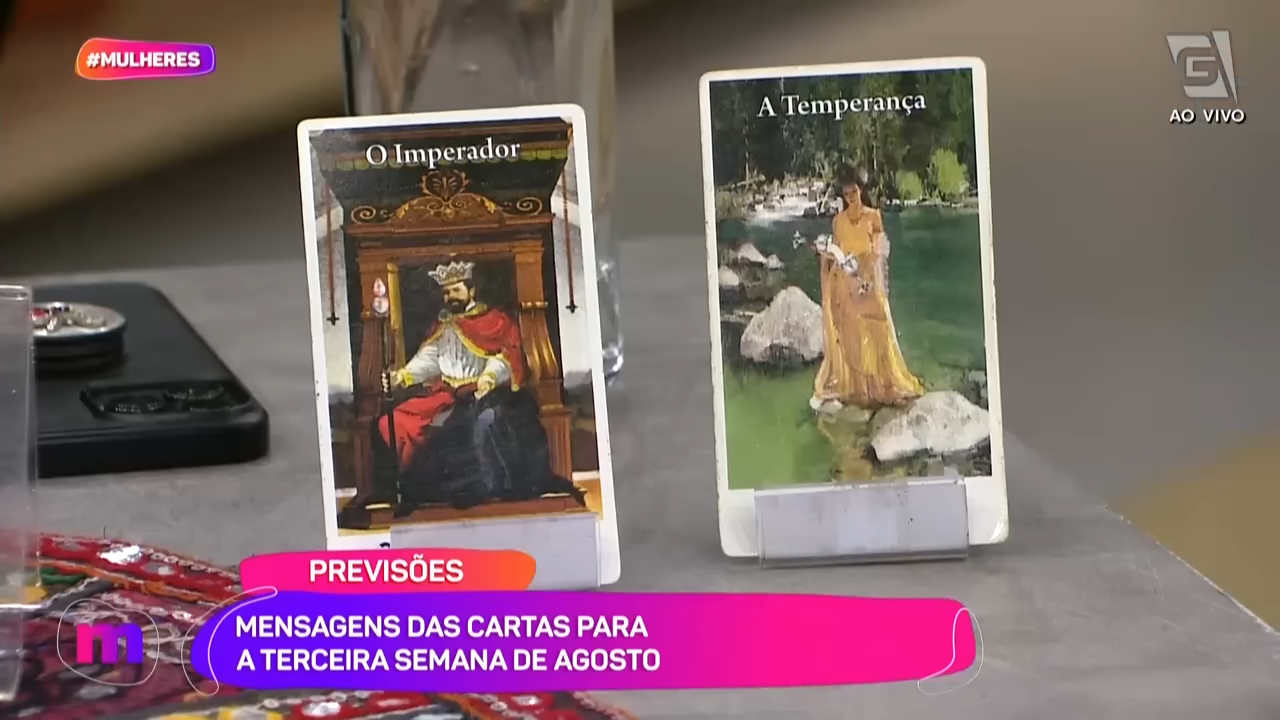 #MULHERES
G
AO VIVO
O Imperador
A Temperança
PREVISÕES
m
MENSAGENS DAS CARTAS PARA
A TERCEIRA SEMANA DE AGOSTO